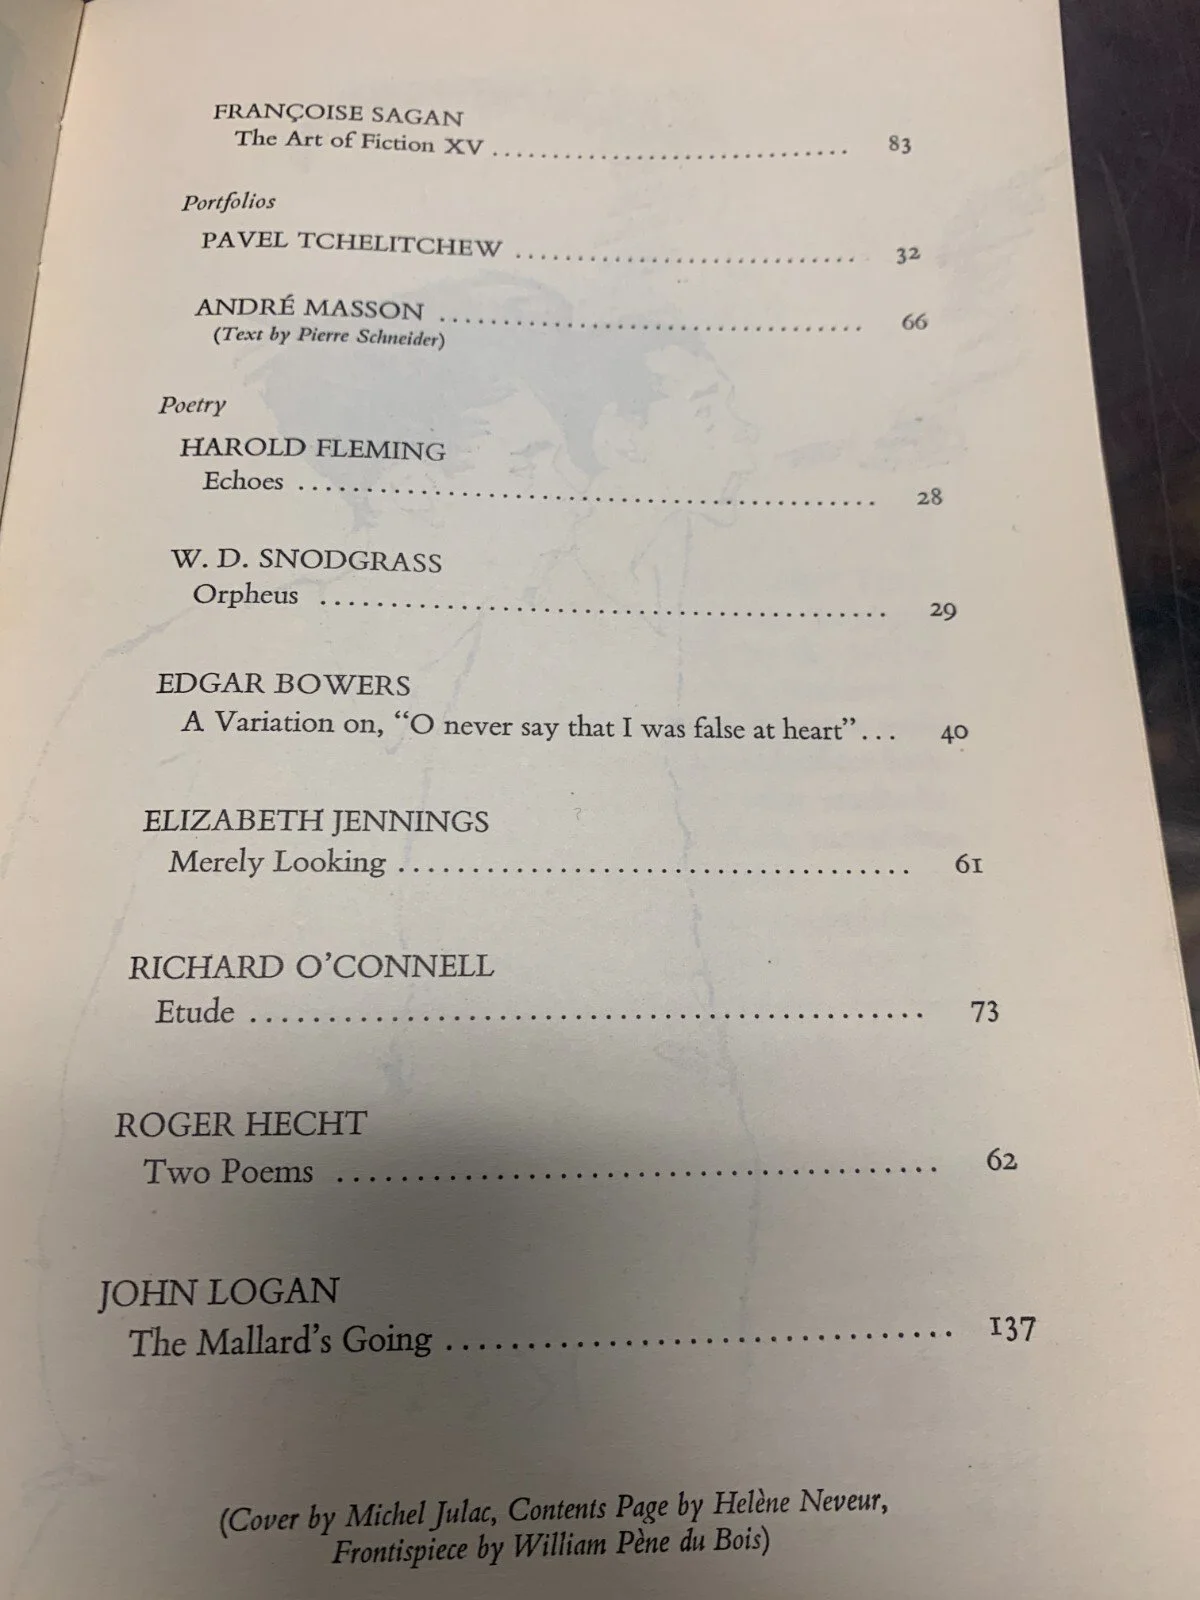 FRANÇOISE SAGAN
The Art of Fiction XV ................................ 83
Portfolios
PAVEL TCHELITCHEW ............................... 32
ANDRÉ MASSON ...................................... 66
(Text by Pierre Schneider)
Poetry
HAROLD FLEMING
Echoes ................................................. 28
W. D. SNODGRASS
Orpheus ............................................... 29
EDGAR BOWERS
A Variation on, “O never say that I was false at heart”... 40
ELIZABETH JENNINGS
Merely Looking ....................................... 61
RICHARD O’CONNELL
Etude .................................................. 73
ROGER HECHT
Two Poems ............................................ 62
JOHN LOGAN
The Mallard’s Going ................................. 137
(Cover by Michel Julac, Contents Page by Helène Neveur,
Frontispiece by William Pène du Bois)